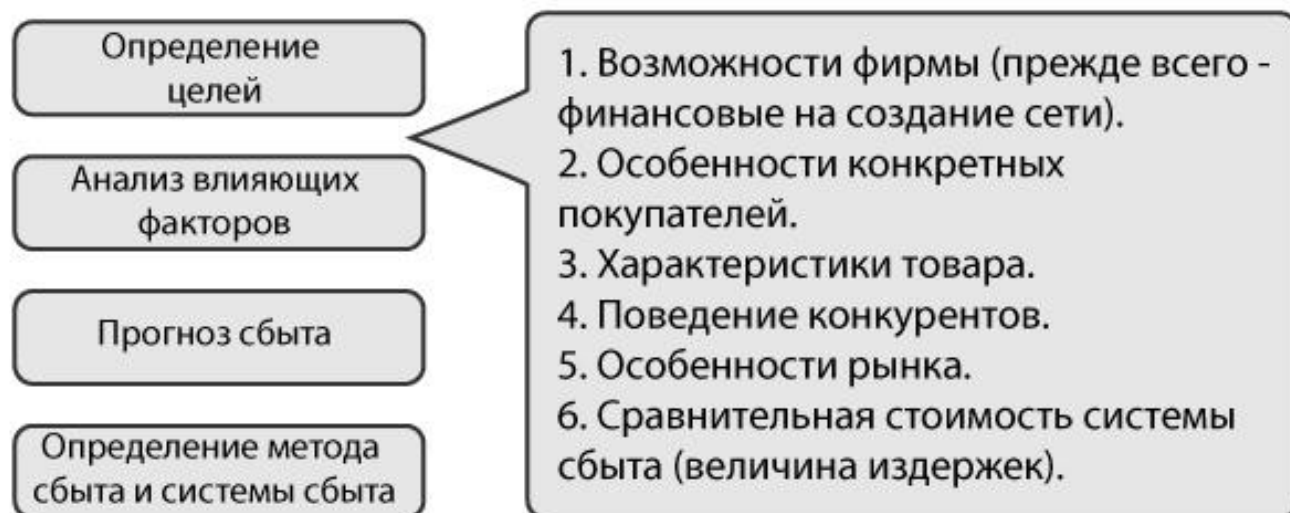 Определение
целей
Анализ влияющих
факторов
Прогноз сбыта
Определение метода
сбыта и системы сбыта
1. Возможности фирмы (прежде всего -
финансовые на создание сети).
2. Особенности конкретных
покупателей.
3. Характеристики товара.
4. Поведение конкурентов.
5. Особенности рынка.
6. Сравнительная стоимость системы
сбыта (величина издержек).